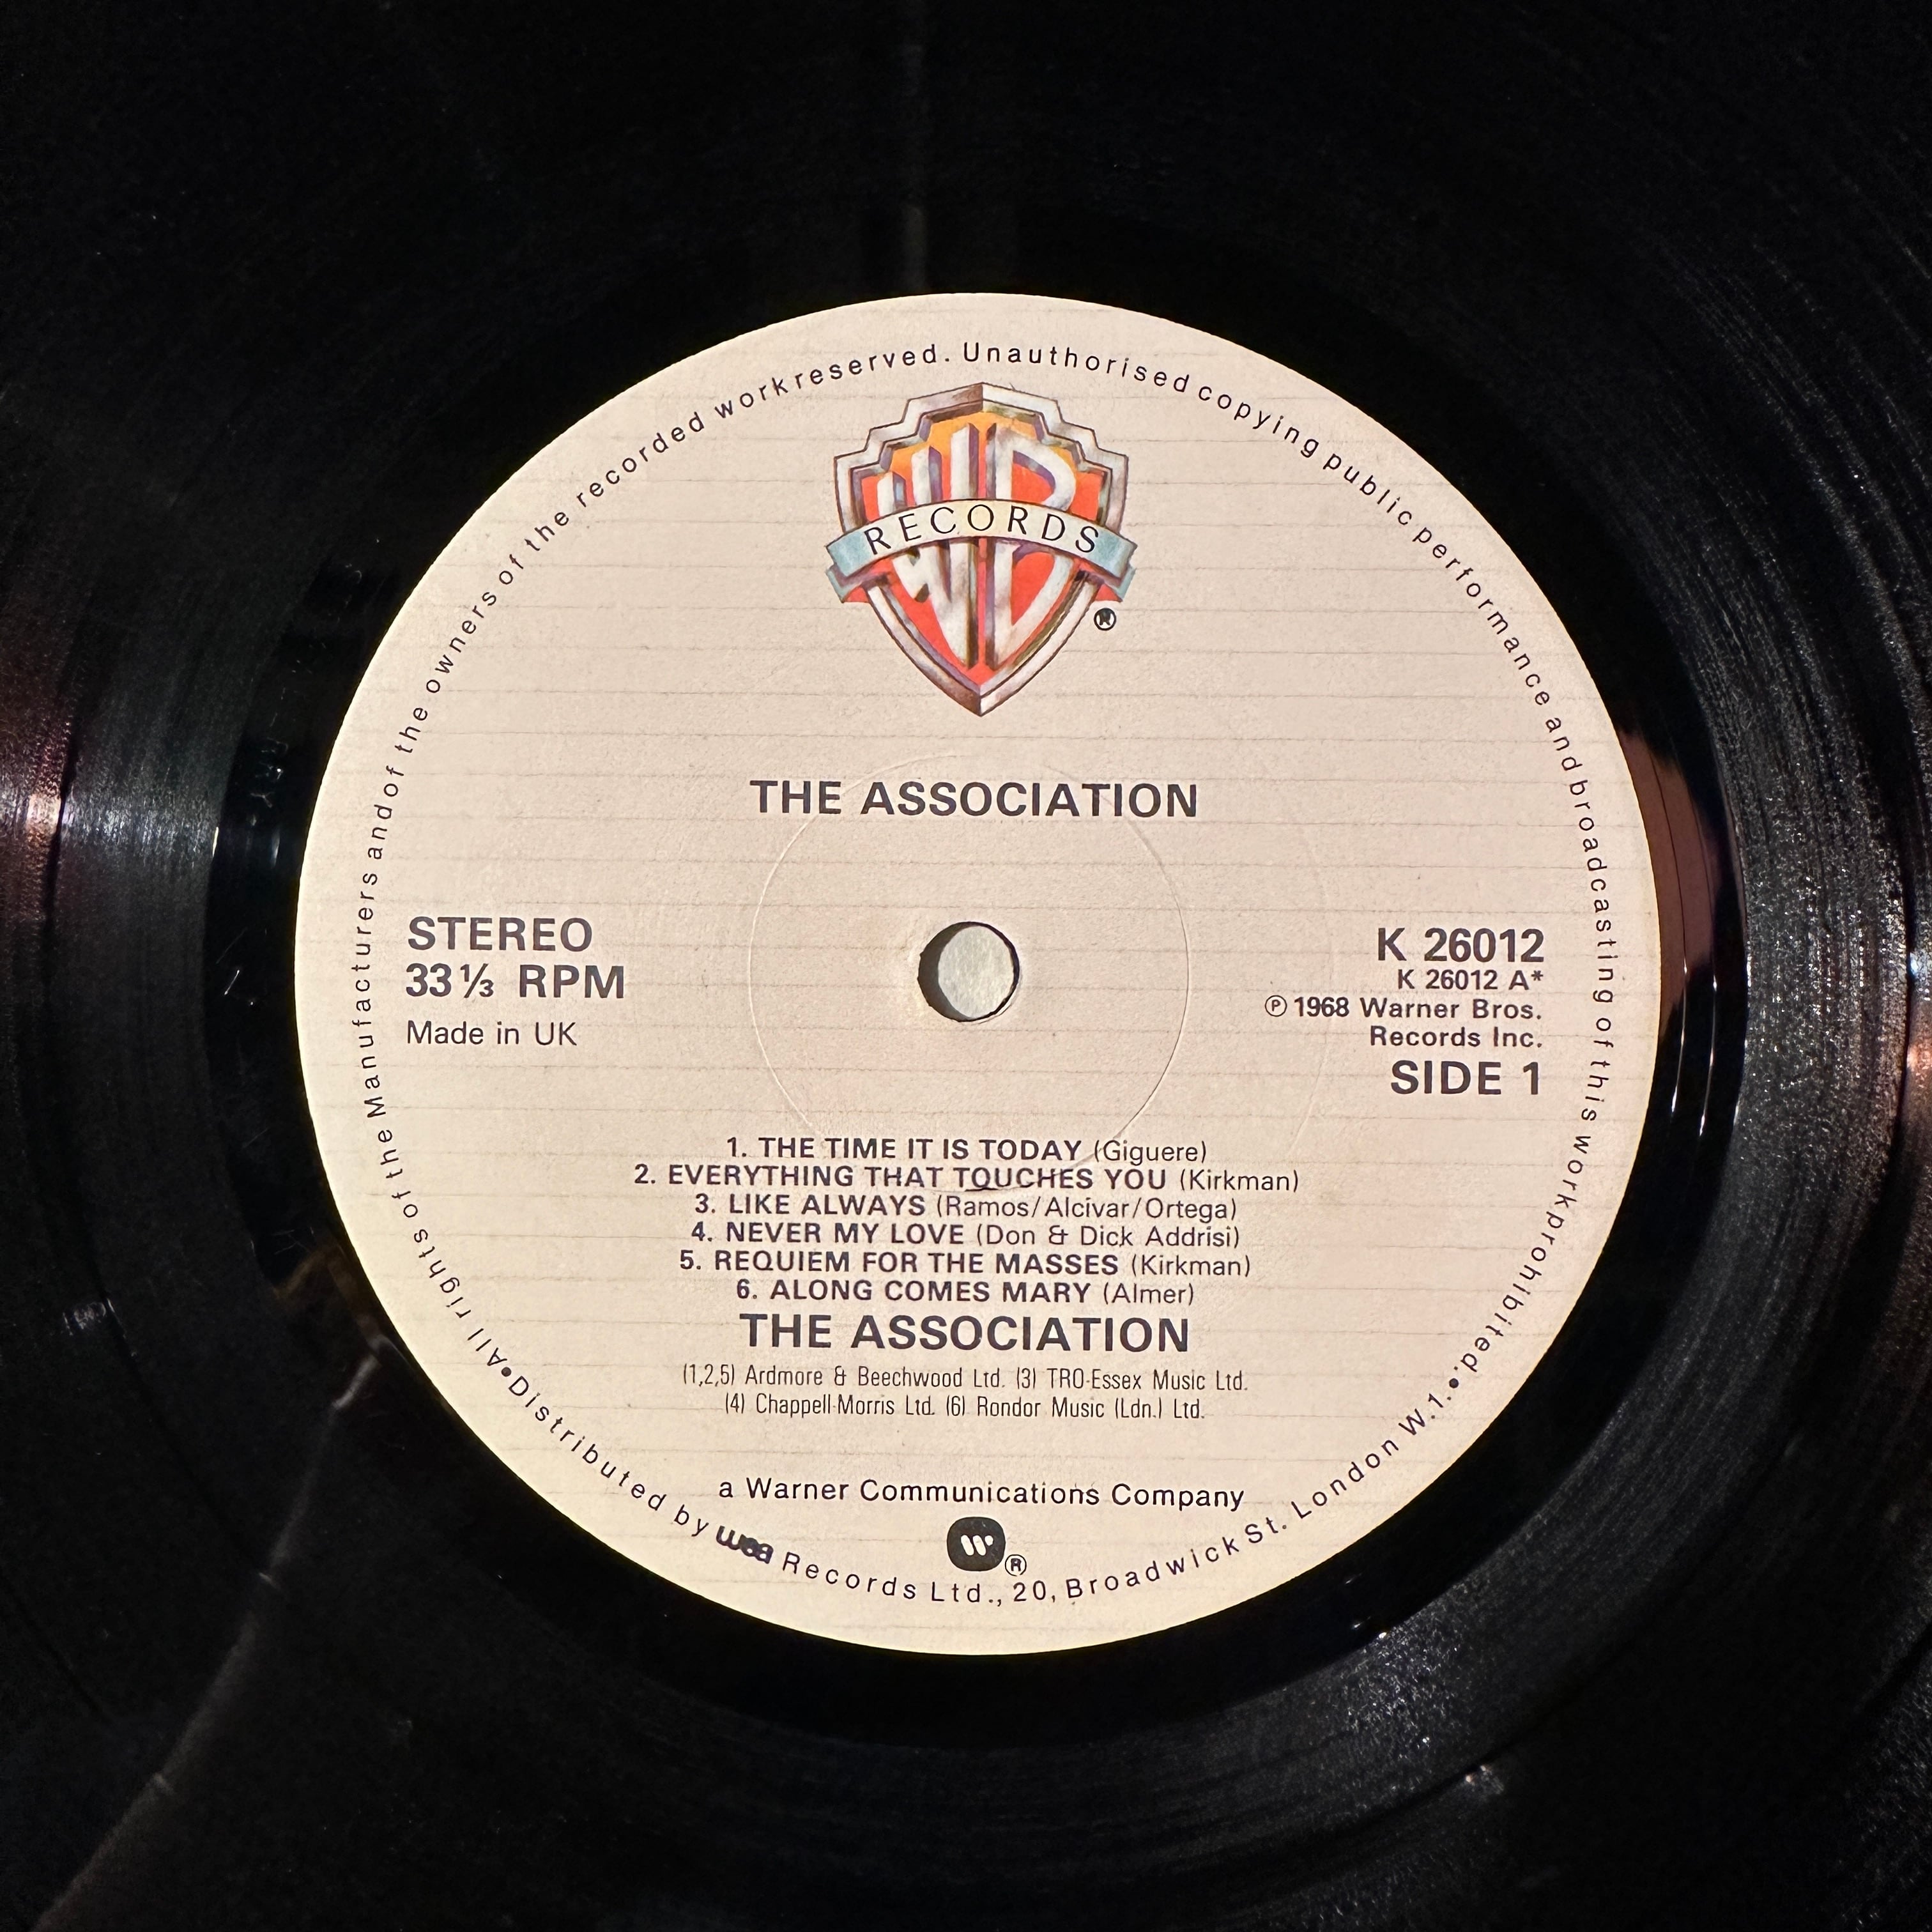 All rights of the Manufacturers and of the owners of the recorded work reserved. Unauthorised copying public performance and broadcasting of this work prohibited.
WB
RECORDS
®
THE ASSOCIATION
STEREO
33⅓ RPM
Made in UK
K 26012
K 26012 A*
℗ 1968 Warner Bros.
Records Inc.
SIDE 1
1. THE TIME IT IS TODAY (Giguere)
2. EVERYTHING THAT TOUCHES YOU (Kirkman)
3. LIKE ALWAYS (Ramos/Alcivar/Ortega)
4. NEVER MY LOVE (Don & Dick Addrisi)
5. REQUIEM FOR THE MASSES (Kirkman)
6. ALONG COMES MARY (Almer)
THE ASSOCIATION
(1,2,5) Ardmore & Beechwood Ltd. (3) TRO-Essex Music Ltd.
(4) Chappell-Morris Ltd. (6) Rondor Music (Ldn.) Ltd.
a Warner Communications Company
W ®
•Distributed by wea Records Ltd., 20, Broadwick St. London W.1.•